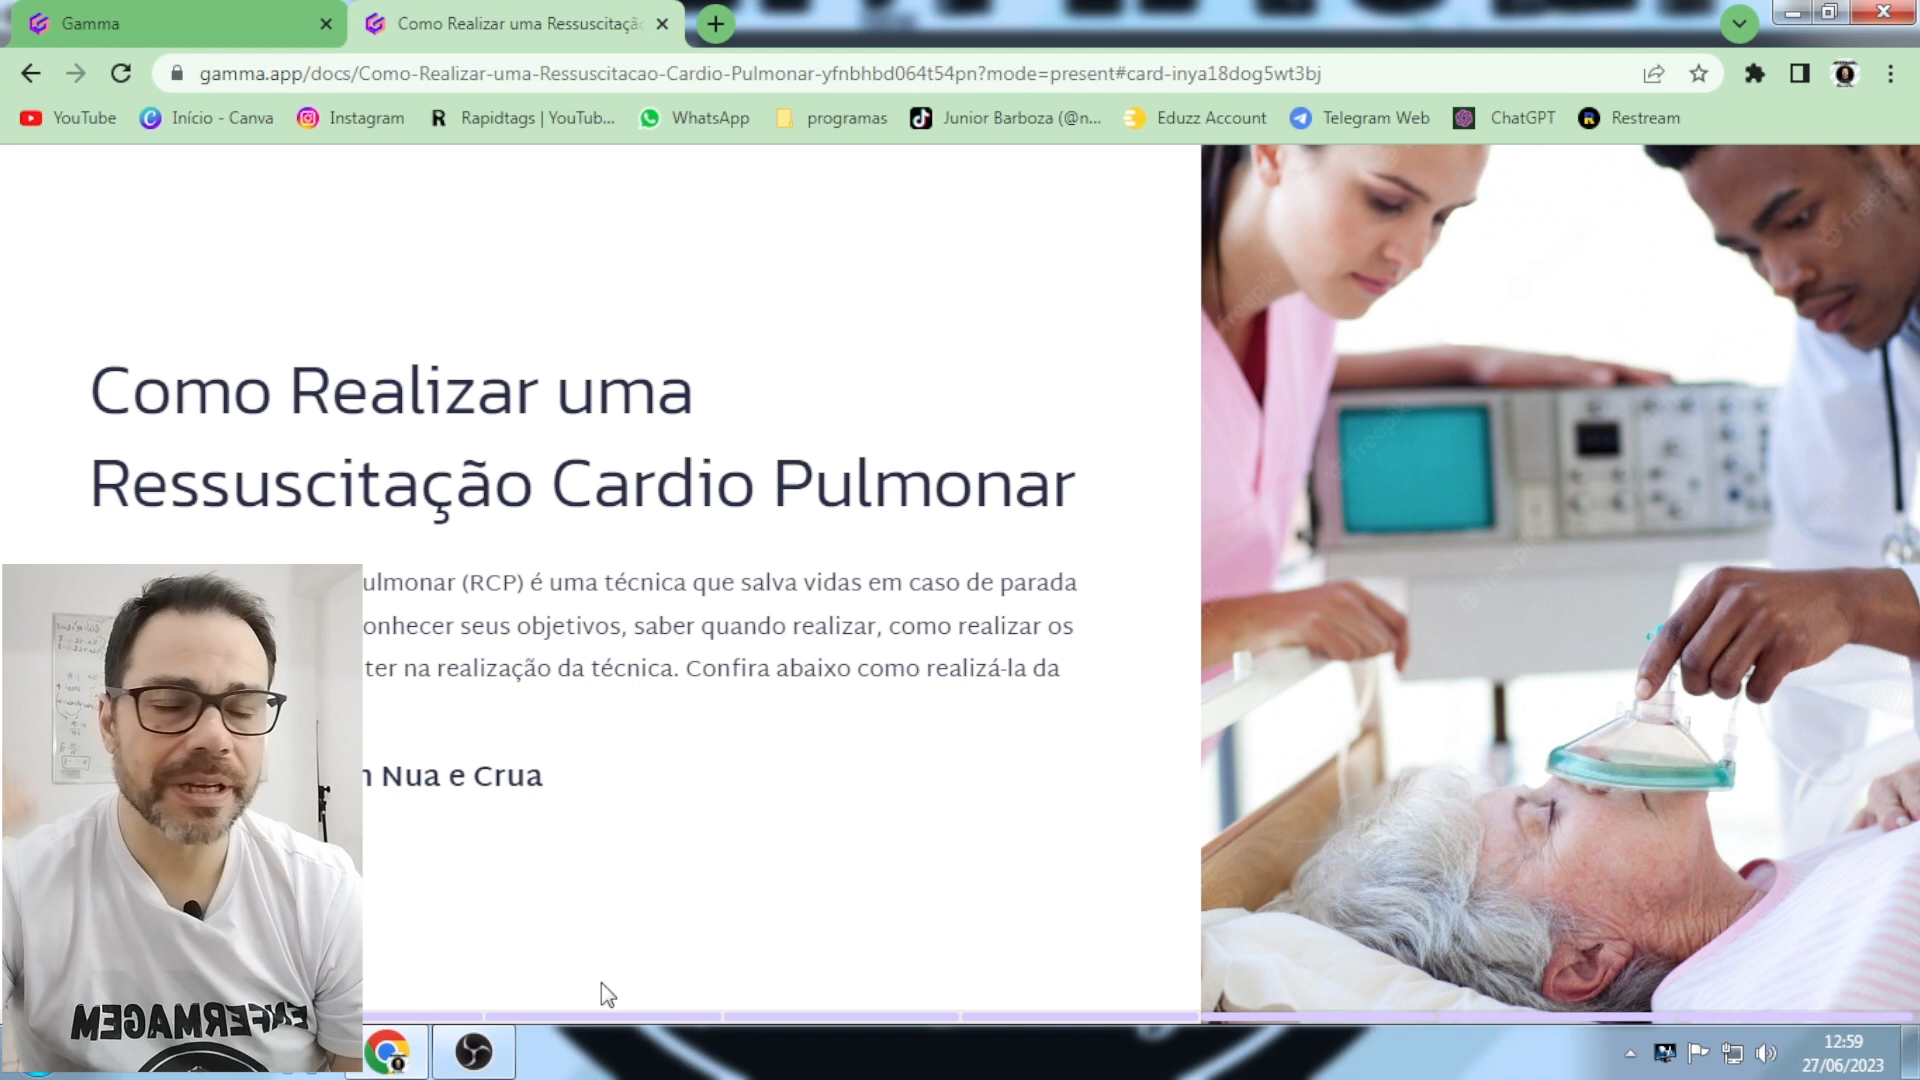 Gamma
Como Realizar uma Ressuscitaçã
gamma.app/docs/Como-Realizar-uma-Ressuscitacao-Cardio-Pulmonar-yfnbhbd064t54pn?mode=present#card-inya18dog5wt3bj
YouTube
Início - Canva
Instagram
Rapidtags | YouTub...
WhatsApp
programas
Junior Barboza (@n...
Eduzz Account
Telegram Web
ChatGPT
Restream
Como Realizar uma
Ressuscitação Cardio Pulmonar
ulmonar (RCP) é uma técnica que salva vidas em caso de parada
onhecer seus objetivos, saber quando realizar, como realizar os
ter na realização da técnica. Confira abaixo como realizá-la da
Nua e Crua
ENFERMAGEM
freepik
12:59
27/06/2023